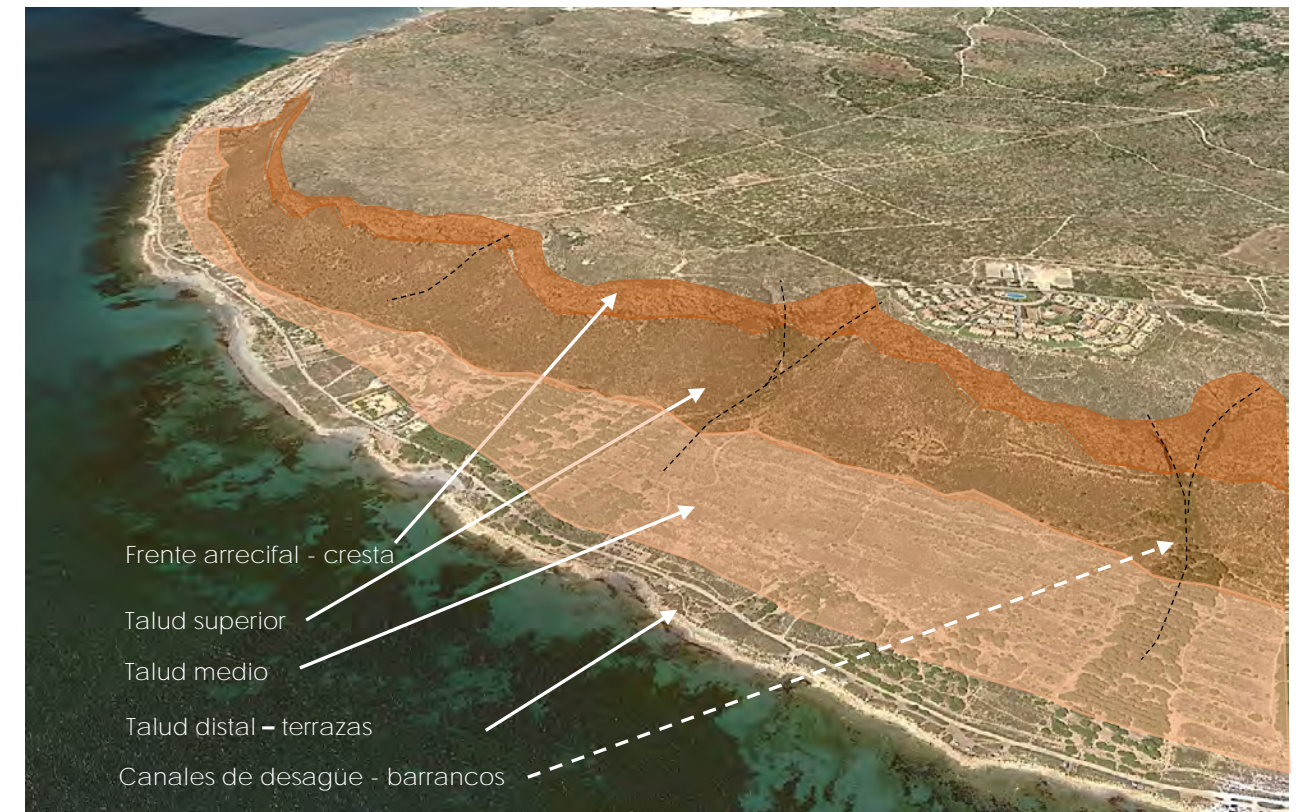 Frente arrecifal - cresta
Talud superior
Talud medio
Talud distal – terrazas
Canales de desagüe - barrancos